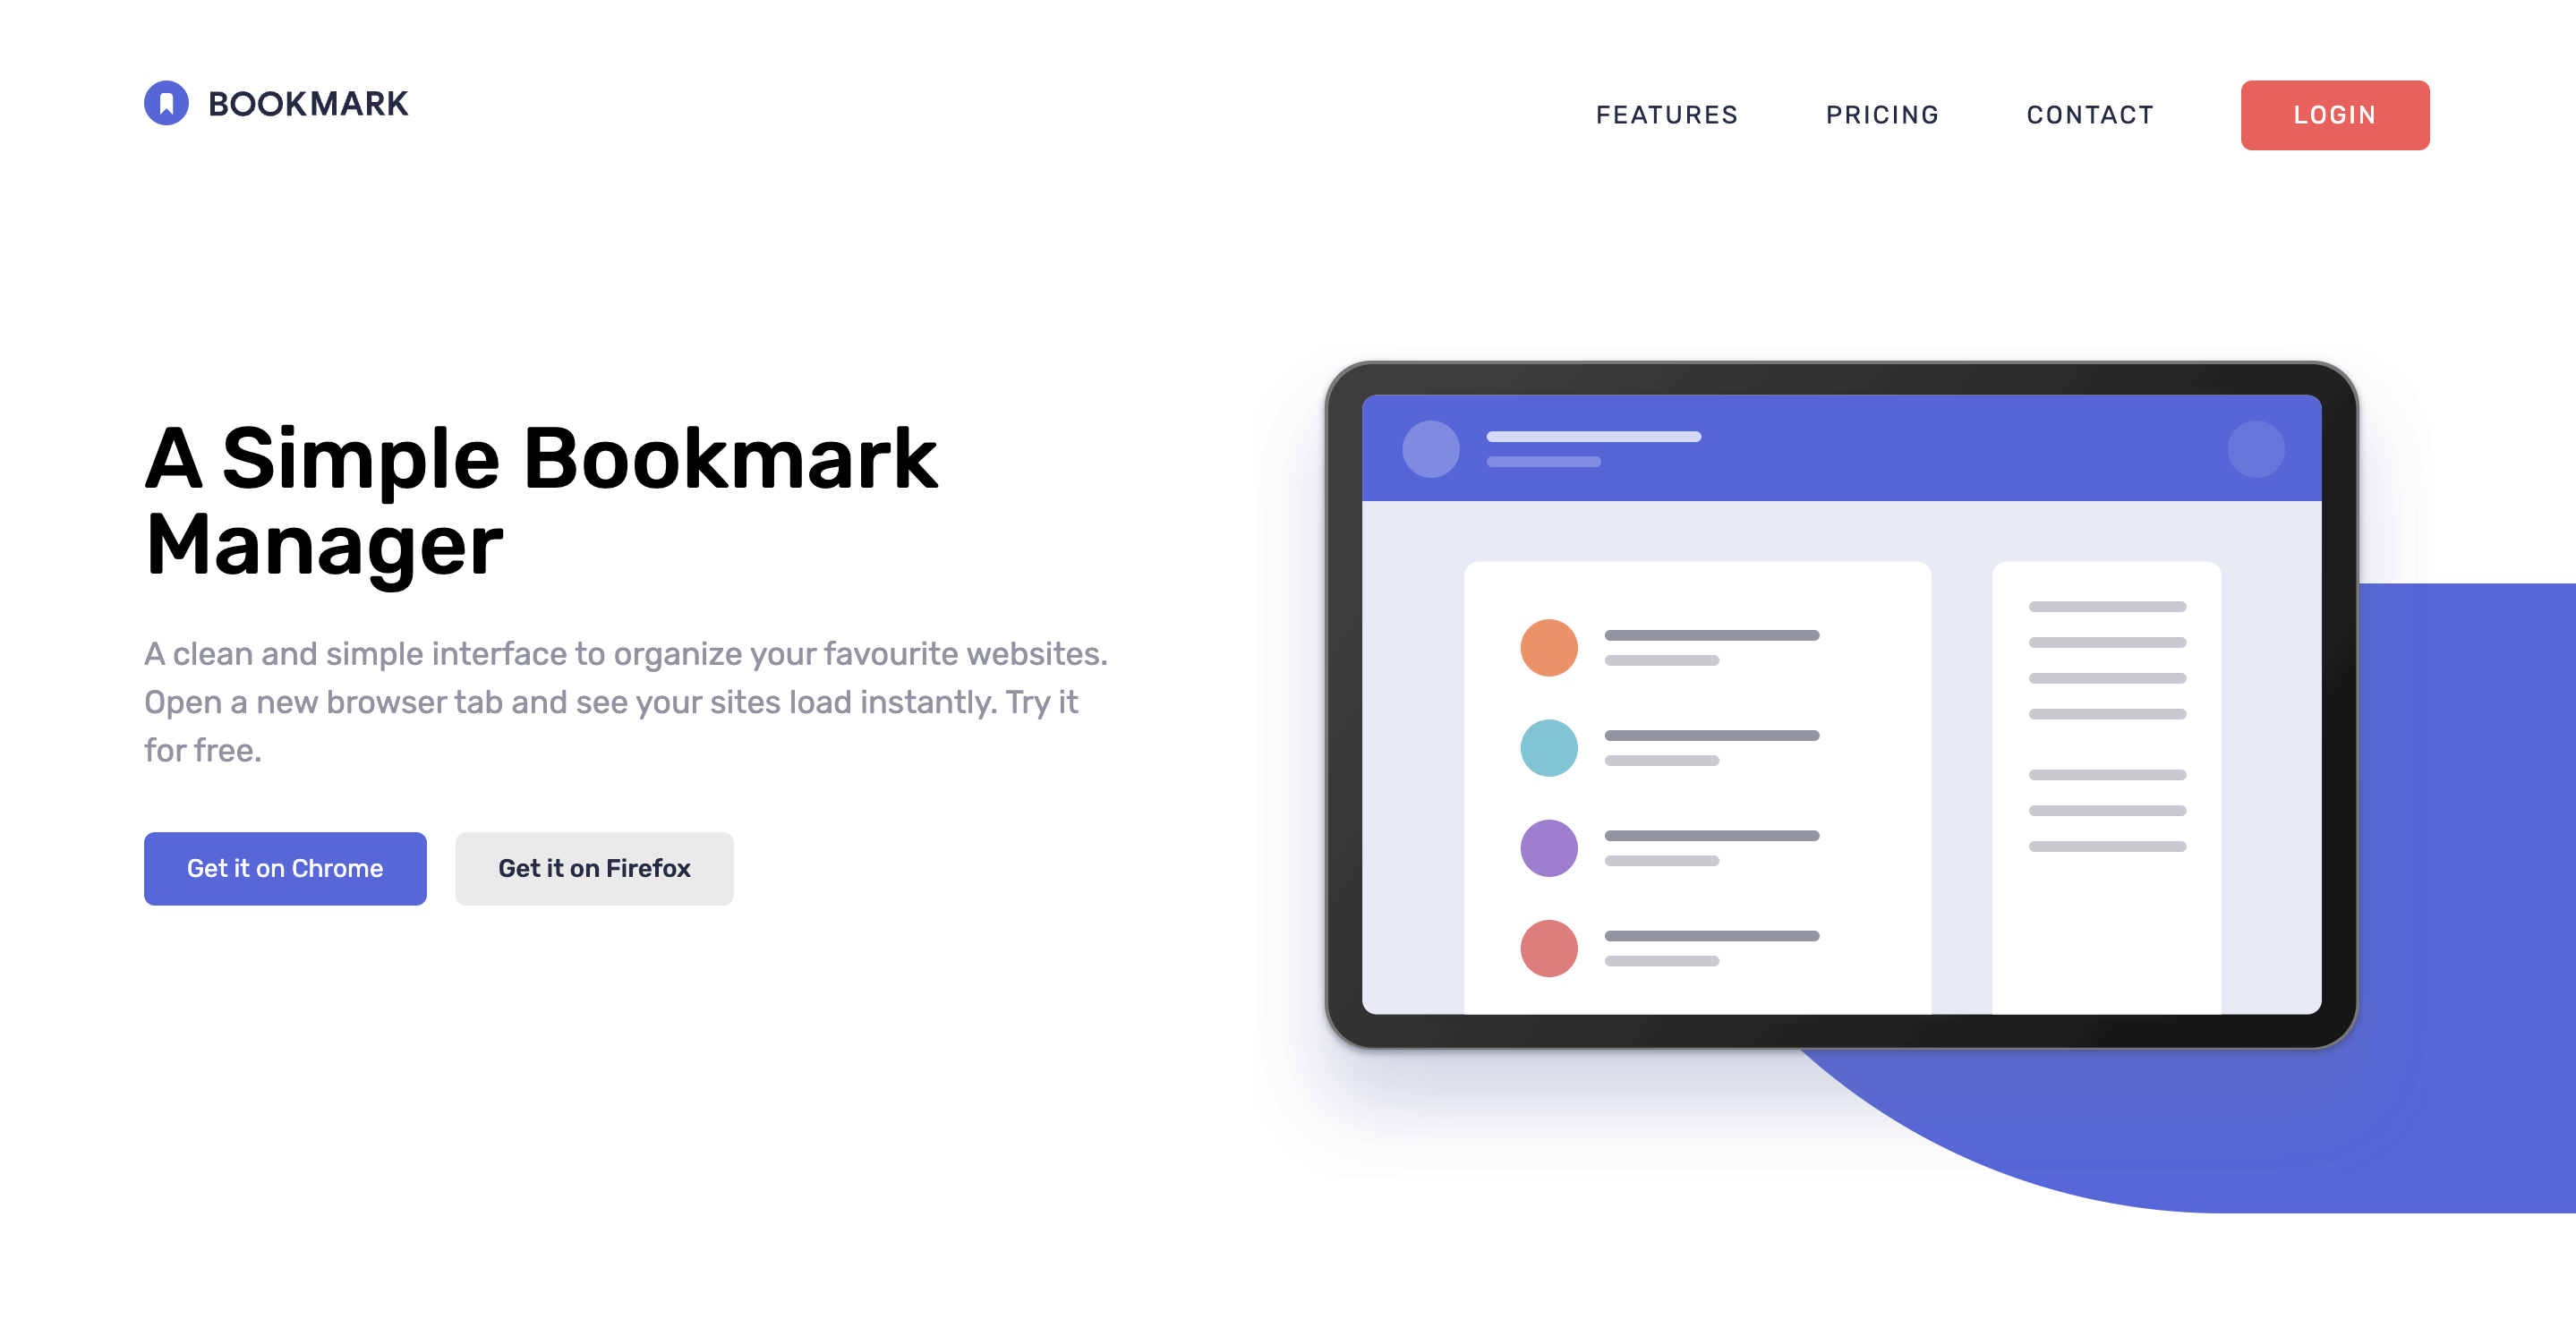 BOOKMARK
FEATURES PRICING CONTACT LOGIN
A Simple Bookmark
Manager
A clean and simple interface to organize your favourite websites.
Open a new browser tab and see your sites load instantly. Try it
for free.
Get it on Chrome Get it on Firefox